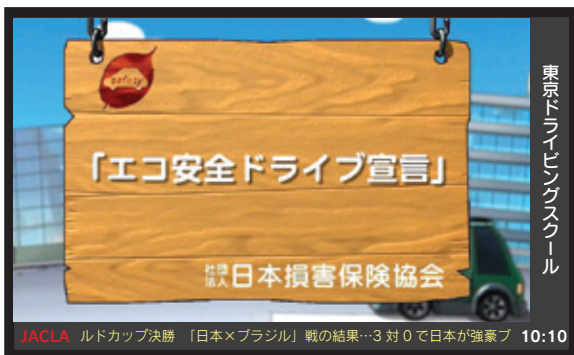 safety
「エコ安全ドライブ宣言」
社団法人日本損害保険協会
東京ドライビングスクール
JACLA ルドカップ決勝 「日本×ブラジル」戦の結果…3対0で日本が強豪ブ 10:10